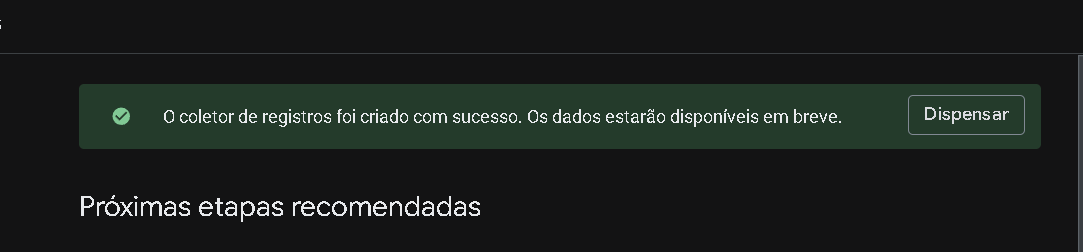 O coletor de registros foi criado com sucesso. Os dados estarão disponíveis em breve.
Dispensar
Próximas etapas recomendadas